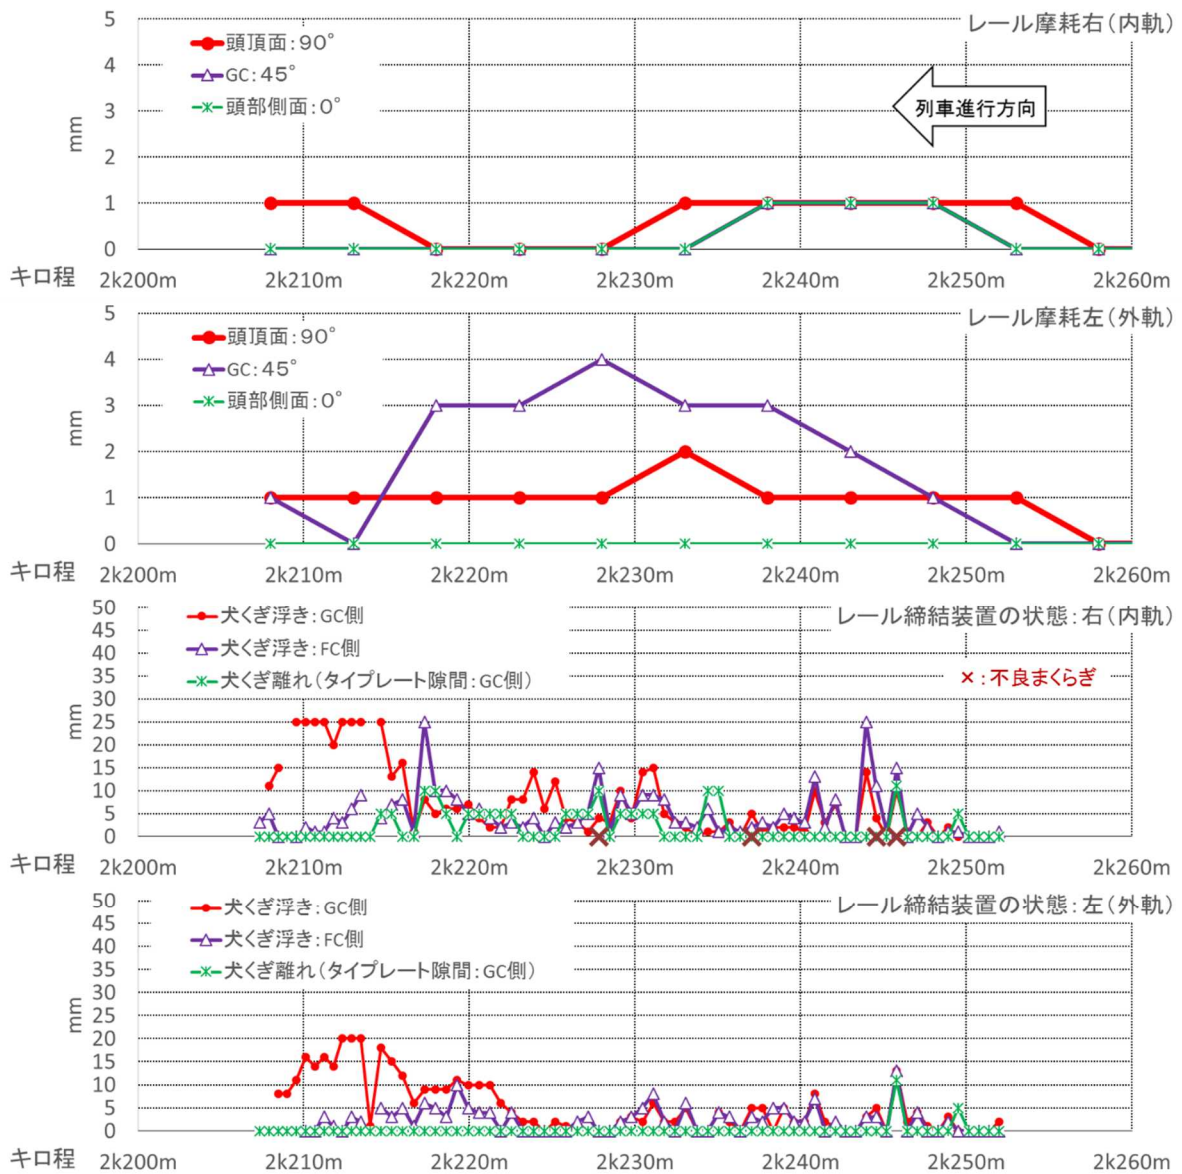 レール摩耗右(内軌)
5
4
3
2
1
0
mm
頭頂面:90°
GC:45°
頭部側面:0°
列車進行方向
キロ程 2k200m 2k210m 2k220m 2k230m 2k240m 2k250m 2k260m
レール摩耗左(外軌)
5
4
3
2
1
0
mm
頭頂面:90°
GC:45°
頭部側面:0°
キロ程 2k200m 2k210m 2k220m 2k230m 2k240m 2k250m 2k260m
レール締結装置の状態:右(内軌)
50
45
40
35
30
25
20
15
10
5
0
mm
犬くぎ浮き:GC側
犬くぎ浮き:FC側
犬くぎ離れ(タイプレート隙間:GC側)
×:不良まくらぎ
キロ程 2k200m 2k210m 2k220m 2k230m 2k240m 2k250m 2k260m
レール締結装置の状態:左(外軌)
50
45
40
35
30
25
20
15
10
5
0
mm
犬くぎ浮き:GC側
犬くぎ浮き:FC側
犬くぎ離れ(タイプレート隙間:GC側)
キロ程 2k200m 2k210m 2k220m 2k230m 2k240m 2k250m 2k260m